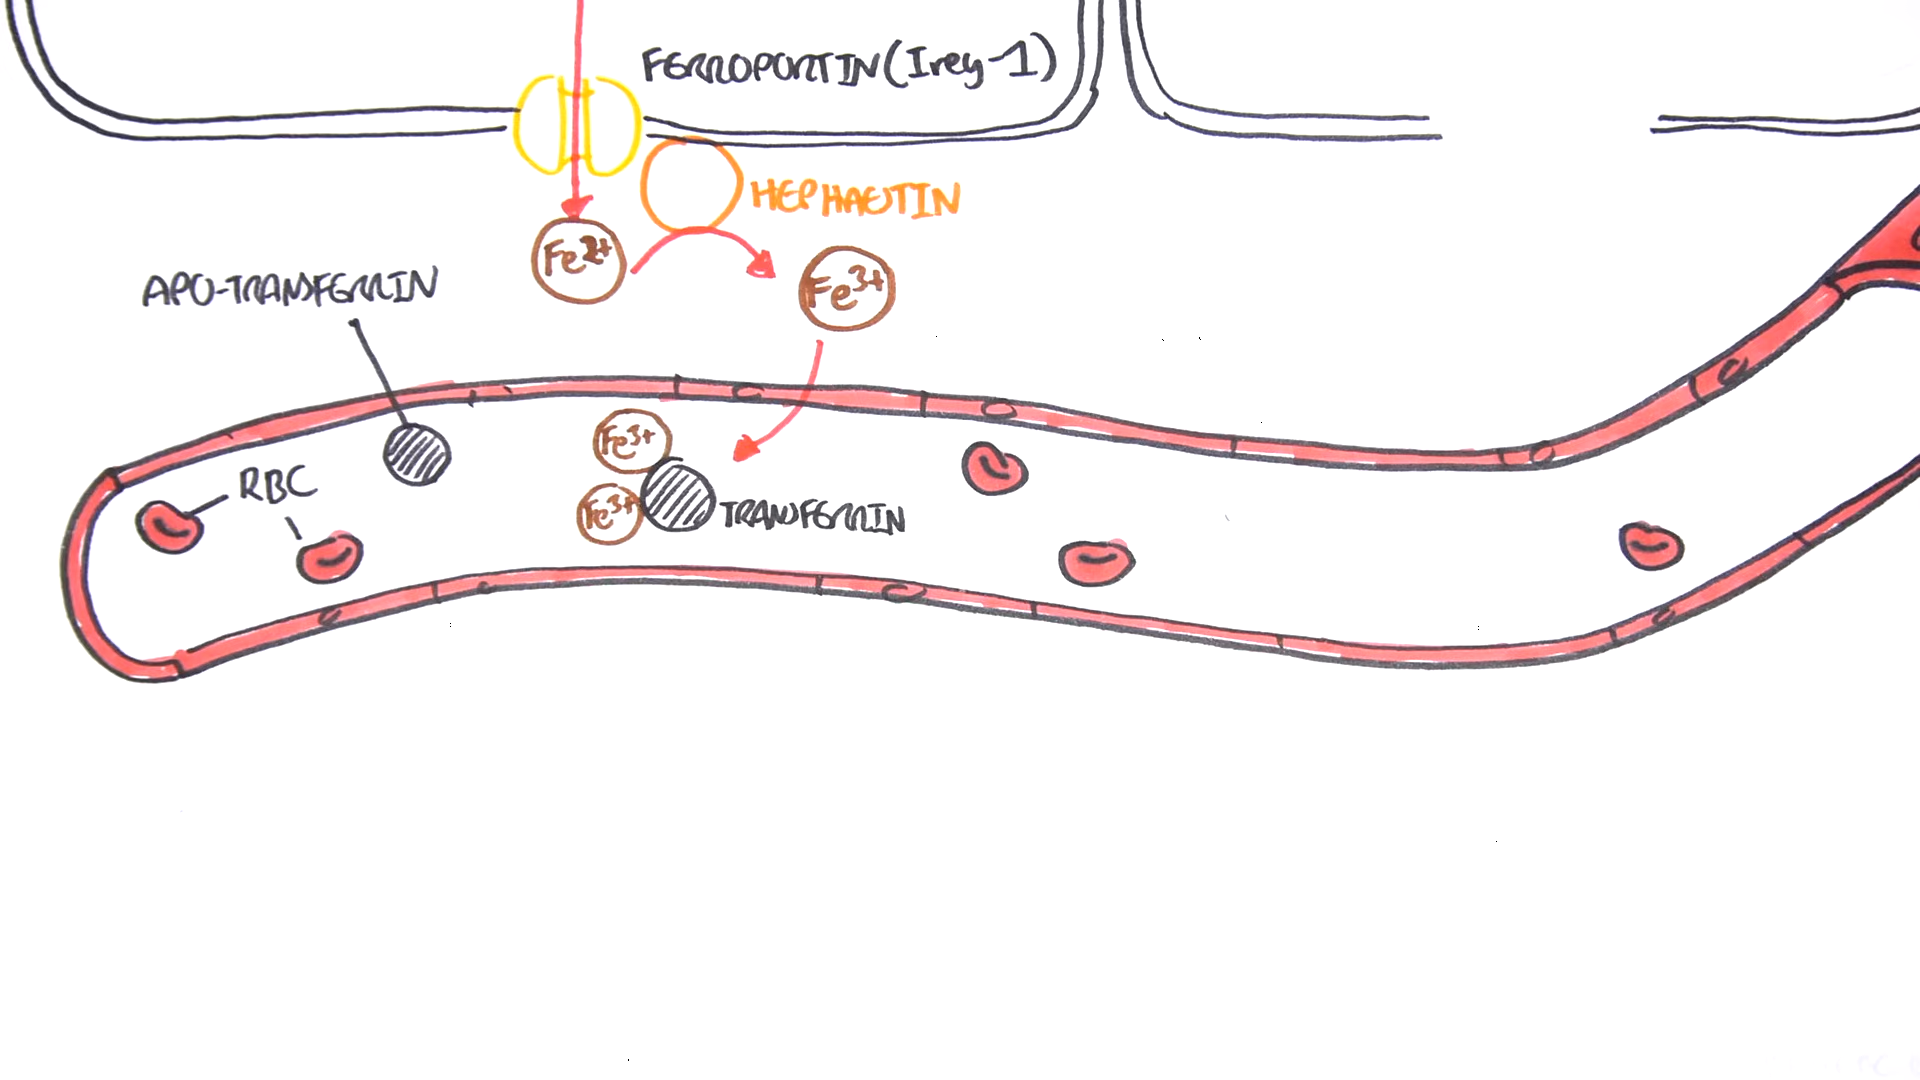 FERROPORTIN (Ireg-1)
HEPHAESTIN
Fe2+
Fe3+
APO-TRANSFERRIN
Fe3+
RBC
Fe3+
TRANSFERRIN